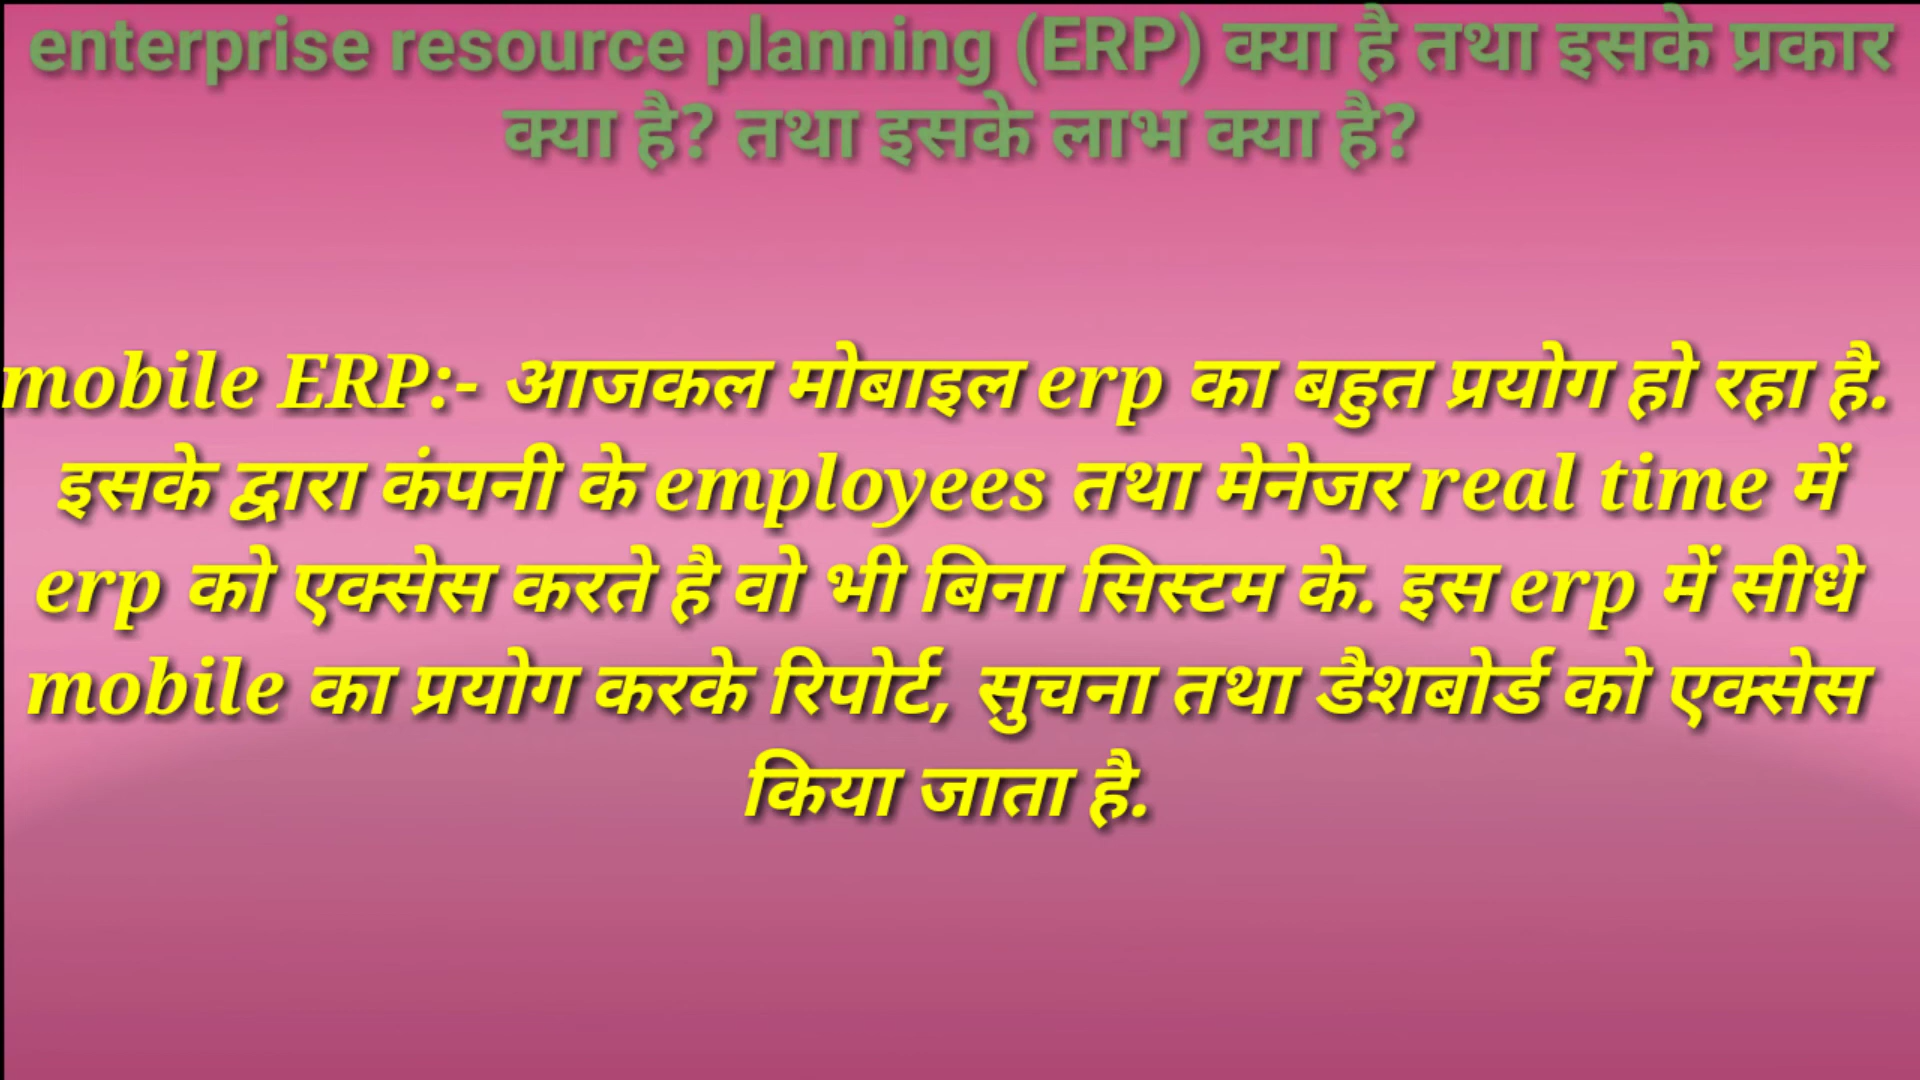 enterprise resource planning (ERP) क्या है तथा इसके प्रकार
क्या है? तथा इसके लाभ क्या है?
mobile ERP:- आजकल मोबाइल erp का बहुत प्रयोग हो रहा है.
इसके द्वारा कंपनी के employees तथा मेनेजर real time में
erp को एक्सेस करते है वो भी बिना सिस्टम के. इस erp में सीधे
mobile का प्रयोग करके रिपोर्ट, सुचना तथा डैशबोर्ड को एक्सेस
किया जाता है.